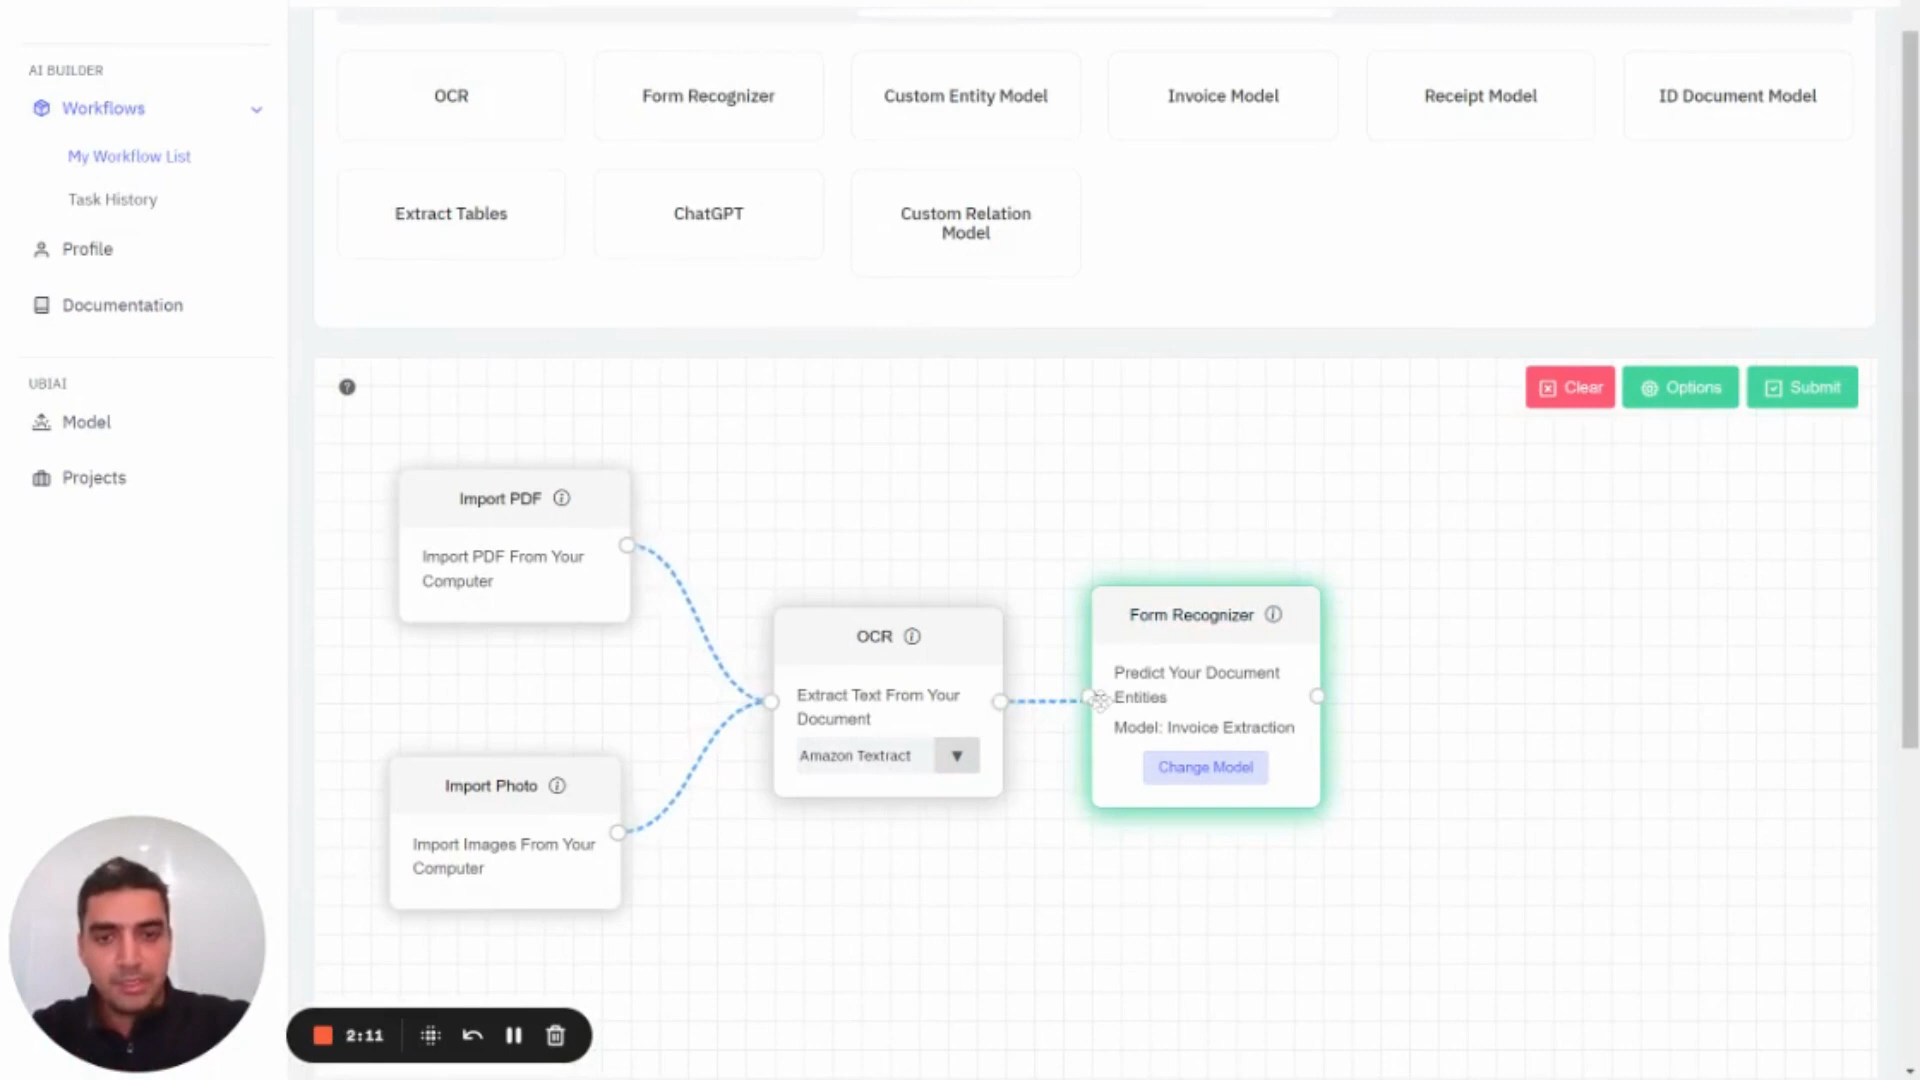 AI BUILDER
Workflows
My Workflow List
Task History
Profile
Documentation
UBIAI
Model
Projects
OCR
Form Recognizer
Custom Entity Model
Invoice Model
Receipt Model
ID Document Model
Extract Tables
ChatGPT
Custom Relation
Model
?
Clear
Options
Submit
Import PDF
Import PDF From Your
Computer
Import Photo
Import Images From Your
Computer
OCR
Extract Text From Your
Document
Amazon Textract
Form Recognizer
Predict Your Document
Entities
Model: Invoice Extraction
Change Model
2:11